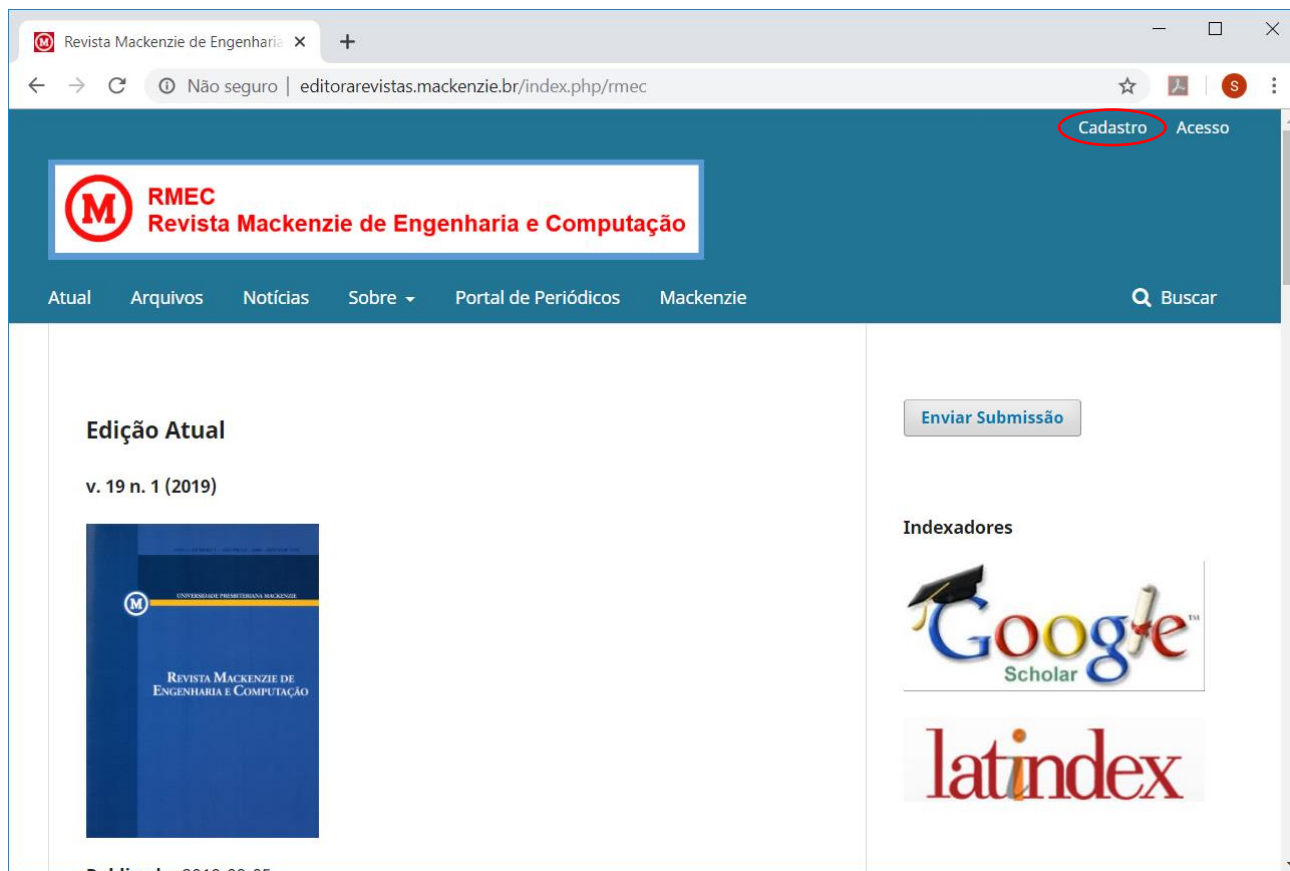 Revista Mackenzie de Engenharia
Não seguro | editorarevistas.mackenzie.br/index.php/rmec
S
Cadastro Acesso
M
RMEC
Revista Mackenzie de Engenharia e Computação
Atual Arquivos Notícias Sobre Portal de Periódicos Mackenzie Buscar
Enviar Submissão
Edição Atual
v. 19 n. 1 (2019)
Indexadores
UNIVERSIDADE PRESBITERIANA MACKENZIE
M
REVISTA MACKENZIE DE
ENGENHARIA E COMPUTAÇÃO
Google TM
Scholar
latindex